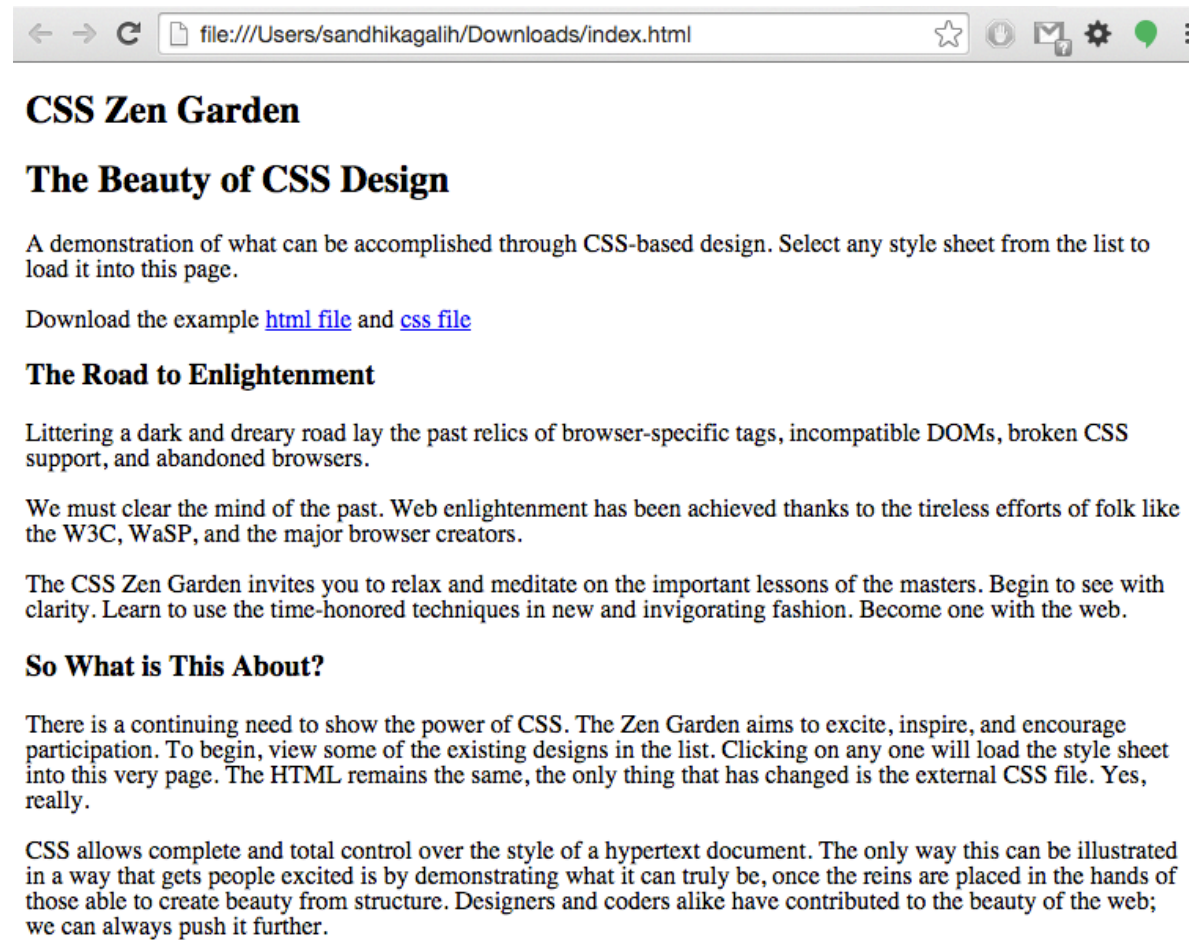 file:///Users/sandhikagalih/Downloads/index.html
CSS Zen Garden
The Beauty of CSS Design
A demonstration of what can be accomplished through CSS-based design. Select any style sheet from the list to
load it into this page.
Download the example html file and css file
The Road to Enlightenment
Littering a dark and dreary road lay the past relics of browser-specific tags, incompatible DOMs, broken CSS
support, and abandoned browsers.
We must clear the mind of the past. Web enlightenment has been achieved thanks to the tireless efforts of folk like
the W3C, WaSP, and the major browser creators.
The CSS Zen Garden invites you to relax and meditate on the important lessons of the masters. Begin to see with
clarity. Learn to use the time-honored techniques in new and invigorating fashion. Become one with the web.
So What is This About?
There is a continuing need to show the power of CSS. The Zen Garden aims to excite, inspire, and encourage
participation. To begin, view some of the existing designs in the list. Clicking on any one will load the style sheet
into this very page. The HTML remains the same, the only thing that has changed is the external CSS file. Yes,
really.
CSS allows complete and total control over the style of a hypertext document. The only way this can be illustrated
in a way that gets people excited is by demonstrating what it can truly be, once the reins are placed in the hands of
those able to create beauty from structure. Designers and coders alike have contributed to the beauty of the web;
we can always push it further.